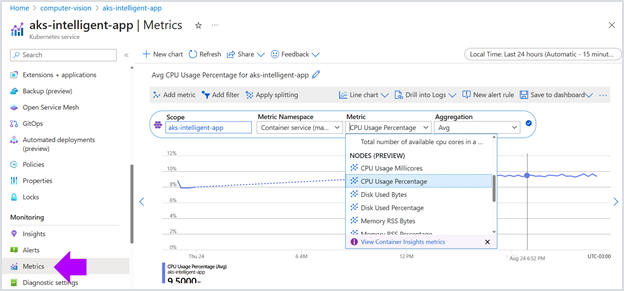 Home > computer-vision > aks-intelligent-app
aks-intelligent-app | Metrics
Kubernetes service
Search
New chart Refresh Share Feedback
Local Time: Last 24 hours (Automatic - 15 minut...
Extensions + applications
Backup (preview)
Open Service Mesh
GitOps
Automated deployments
(preview)
Policies
Properties
Locks
Monitoring
Insights
Alerts
Metrics
Diagnostic settings
Avg CPU Usage Percentage for aks-intelligent-app
Add metric Add filter Apply splitting
Line chart Drill into Logs New alert rule Save to dashboard ...
Scope
aks-intelligent-app
Metric Namespace
Container service (ma...
Metric
CPU Usage Percentage
Aggregation
Avg
Total number of available cpu cores in a ...
NODES (PREVIEW)
CPU Usage Millicores
CPU Usage Percentage
Disk Used Bytes
Disk Used Percentage
Memory RSS Bytes
Memory RSS Percentage
View Container Insights metrics
12%
10%
8%
6%
4%
2%
0%
Thu 24
6 AM
12 PM
Aug 24 6:52 PM
UTC-03:00
CPU Usage Percentage (Avg)
aks-intelligent-app
9.5000